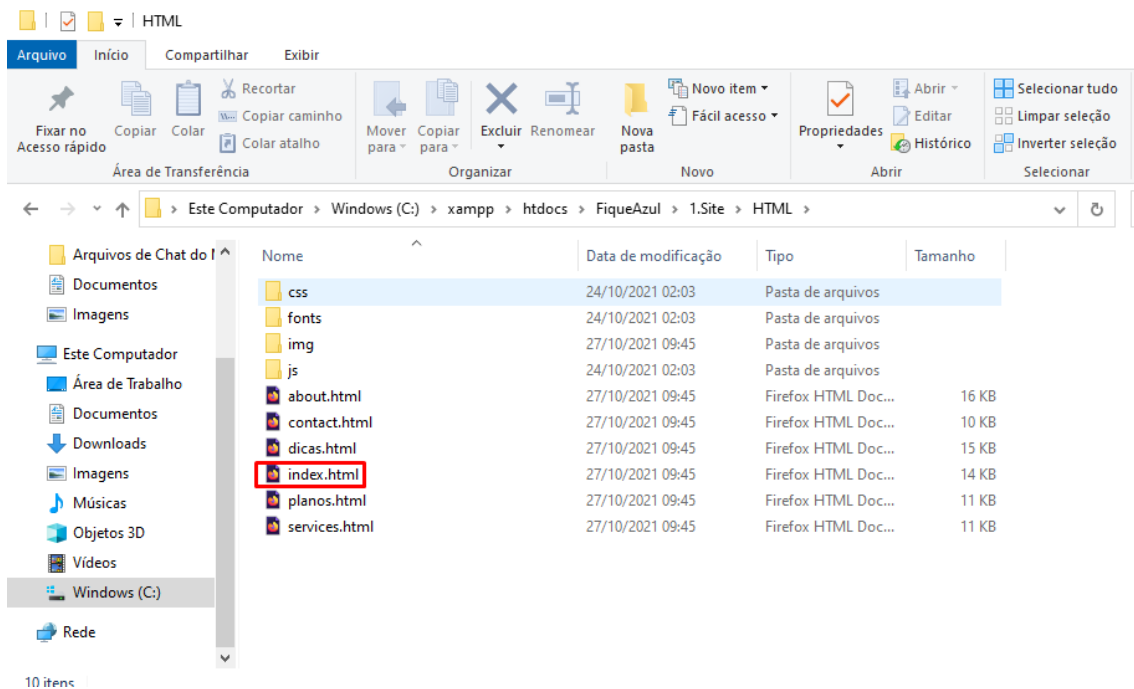 HTML
Arquivo Início Compartilhar Exibir
Fixar no
Acesso rápido
Copiar
Colar
Recortar
Copiar caminho
Colar atalho
Área de Transferência
Mover
para
Copiar
para
Excluir
Renomear
Organizar
Nova
pasta
Novo item
Fácil acesso
Novo
Propriedades
Abrir
Editar
Histórico
Abrir
Selecionar tudo
Limpar seleção
Inverter seleção
Selecionar
Este Computador > Windows (C:) > xampp > htdocs > FiqueAzul > 1.Site > HTML >
Arquivos de Chat do
Documentos
Imagens
Este Computador
Área de Trabalho
Documentos
Downloads
Imagens
Músicas
Objetos 3D
Vídeos
Windows (C:)
Rede
Nome Data de modificação Tipo Tamanho
css 24/10/2021 02:03 Pasta de arquivos
fonts 24/10/2021 02:03 Pasta de arquivos
img 27/10/2021 09:45 Pasta de arquivos
js 24/10/2021 02:03 Pasta de arquivos
about.html 27/10/2021 09:45 Firefox HTML Doc... 16 KB
contact.html 27/10/2021 09:45 Firefox HTML Doc... 10 KB
dicas.html 27/10/2021 09:45 Firefox HTML Doc... 15 KB
index.html 27/10/2021 09:45 Firefox HTML Doc... 14 KB
planos.html 27/10/2021 09:45 Firefox HTML Doc... 11 KB
services.html 27/10/2021 09:45 Firefox HTML Doc... 11 KB
10 itens